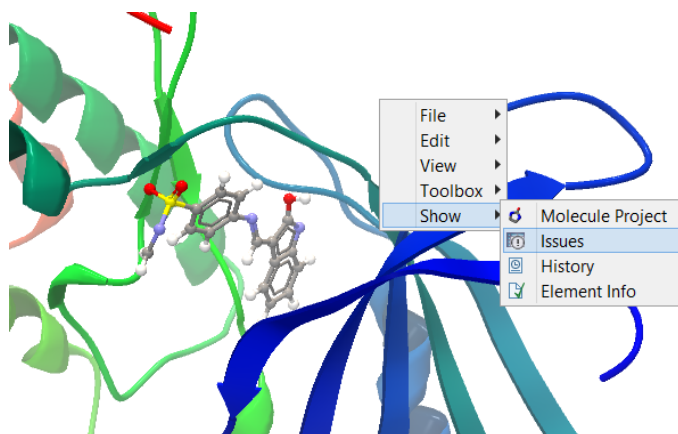 File
Edit
View
Toolbox
Show
Molecule Project
Issues
History
Element Info